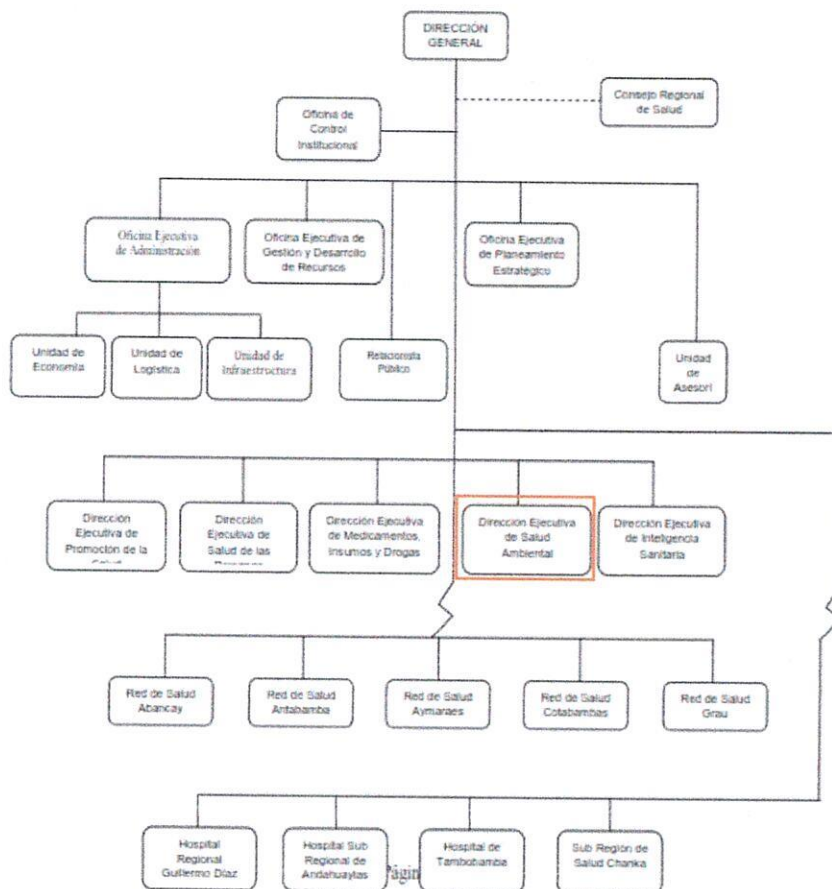 DIRECCIÓN
GENERAL
Consejo Regional
de Salud
Oficina de
Control
Institucional
Oficina Ejecutiva
de Administración
Oficina Ejecutiva de
Gestión y Desarrollo
de Recursos
Oficina Ejecutiva
de Planeamiento
Estratégico
Unidad de
Economía
Unidad de
Logística
Unidad de
Infraestructura
Relacionista
Público
Unidad
de
Asesorí
Dirección
Ejecutiva de
Promoción de la
Salud
Dirección
Ejecutiva de
Salud de las
Personas
Dirección Ejecutiva
de Medicamentos,
Insumos y Drogas
Dirección Ejecutiva
de Salud
Ambiental
Dirección Ejecutiva
de Inteligencia
Sanitaria
Red de Salud
Abancay
Red de Salud
Antabamba
Red de Salud
Aymaraes
Red de Salud
Cotabambas
Red de Salud
Grau
Hospital
Regional
Guillermo Díaz
Hospital Sub
Regional de
Andahuaylas
Hospital de
Tambobamba
Sub Región de
Salud Chanka
Págin